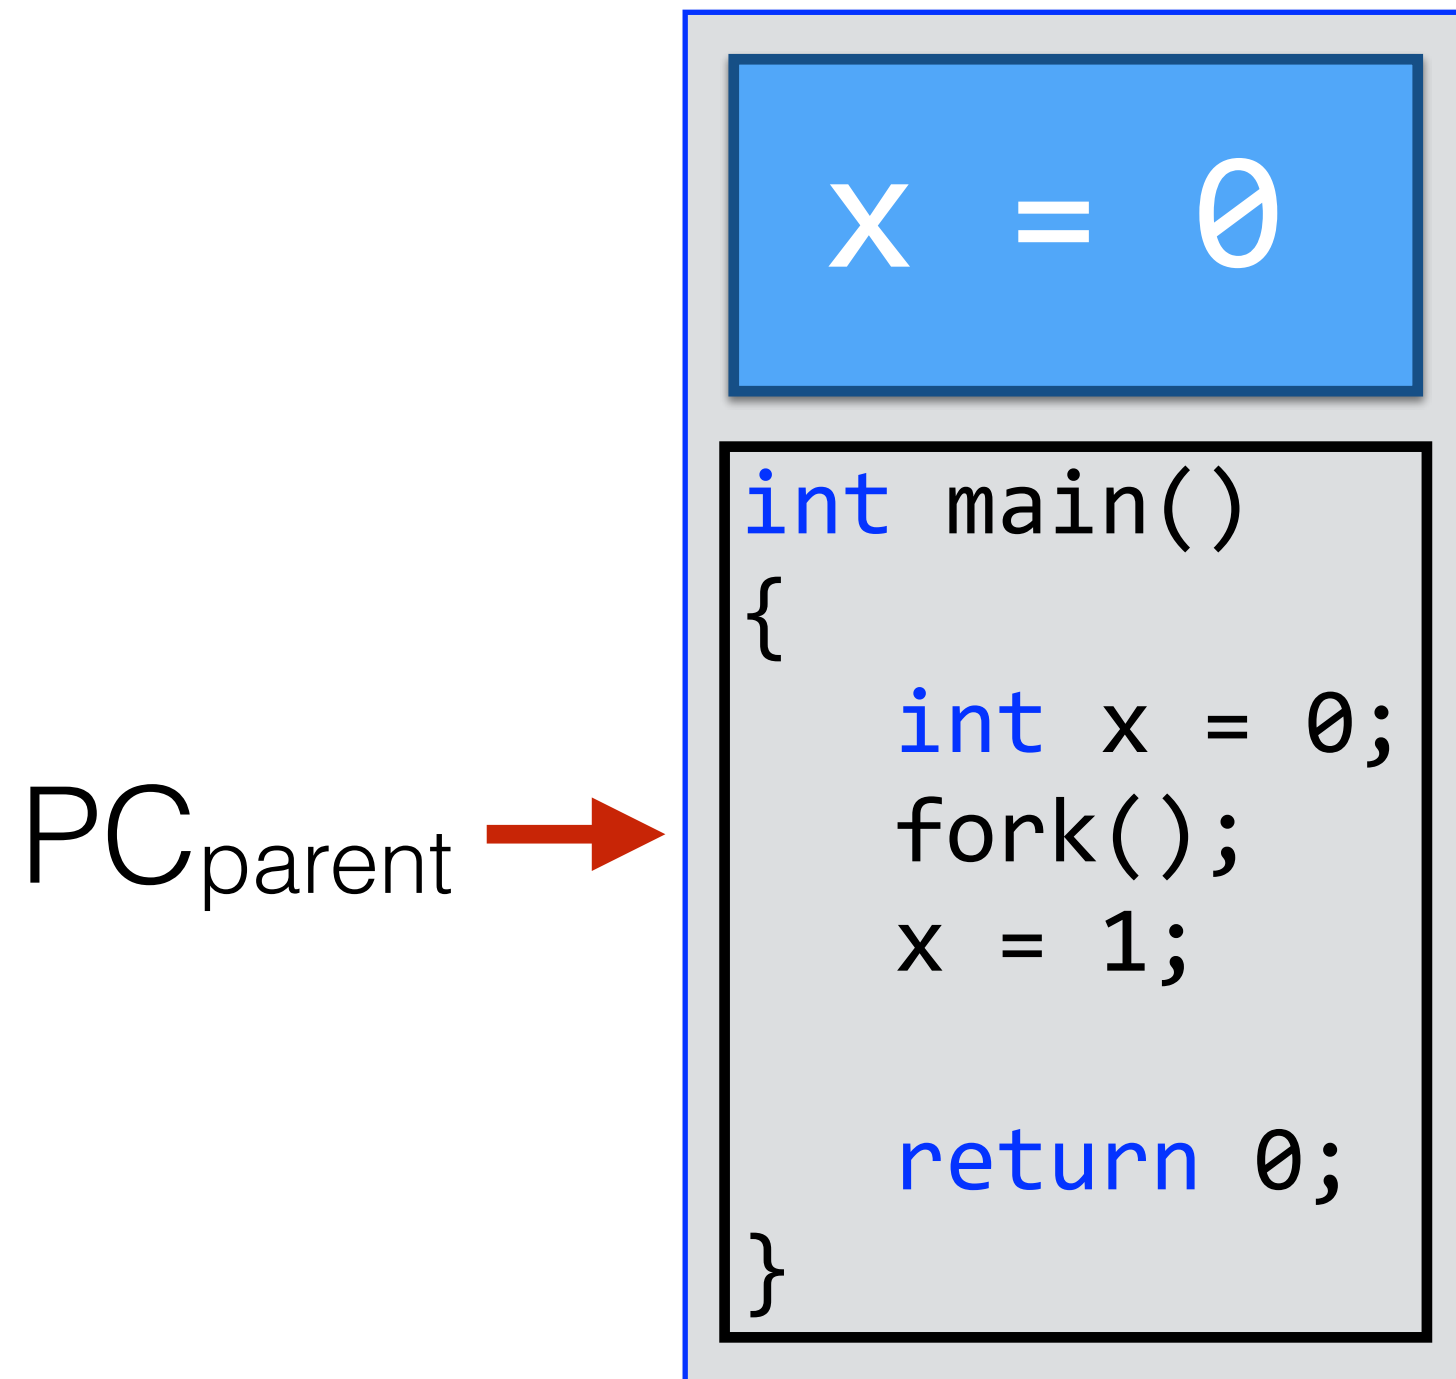 x = 0
int main()
{
int x = 0;
PCparent
fork();
x = 1;
return 0;
}